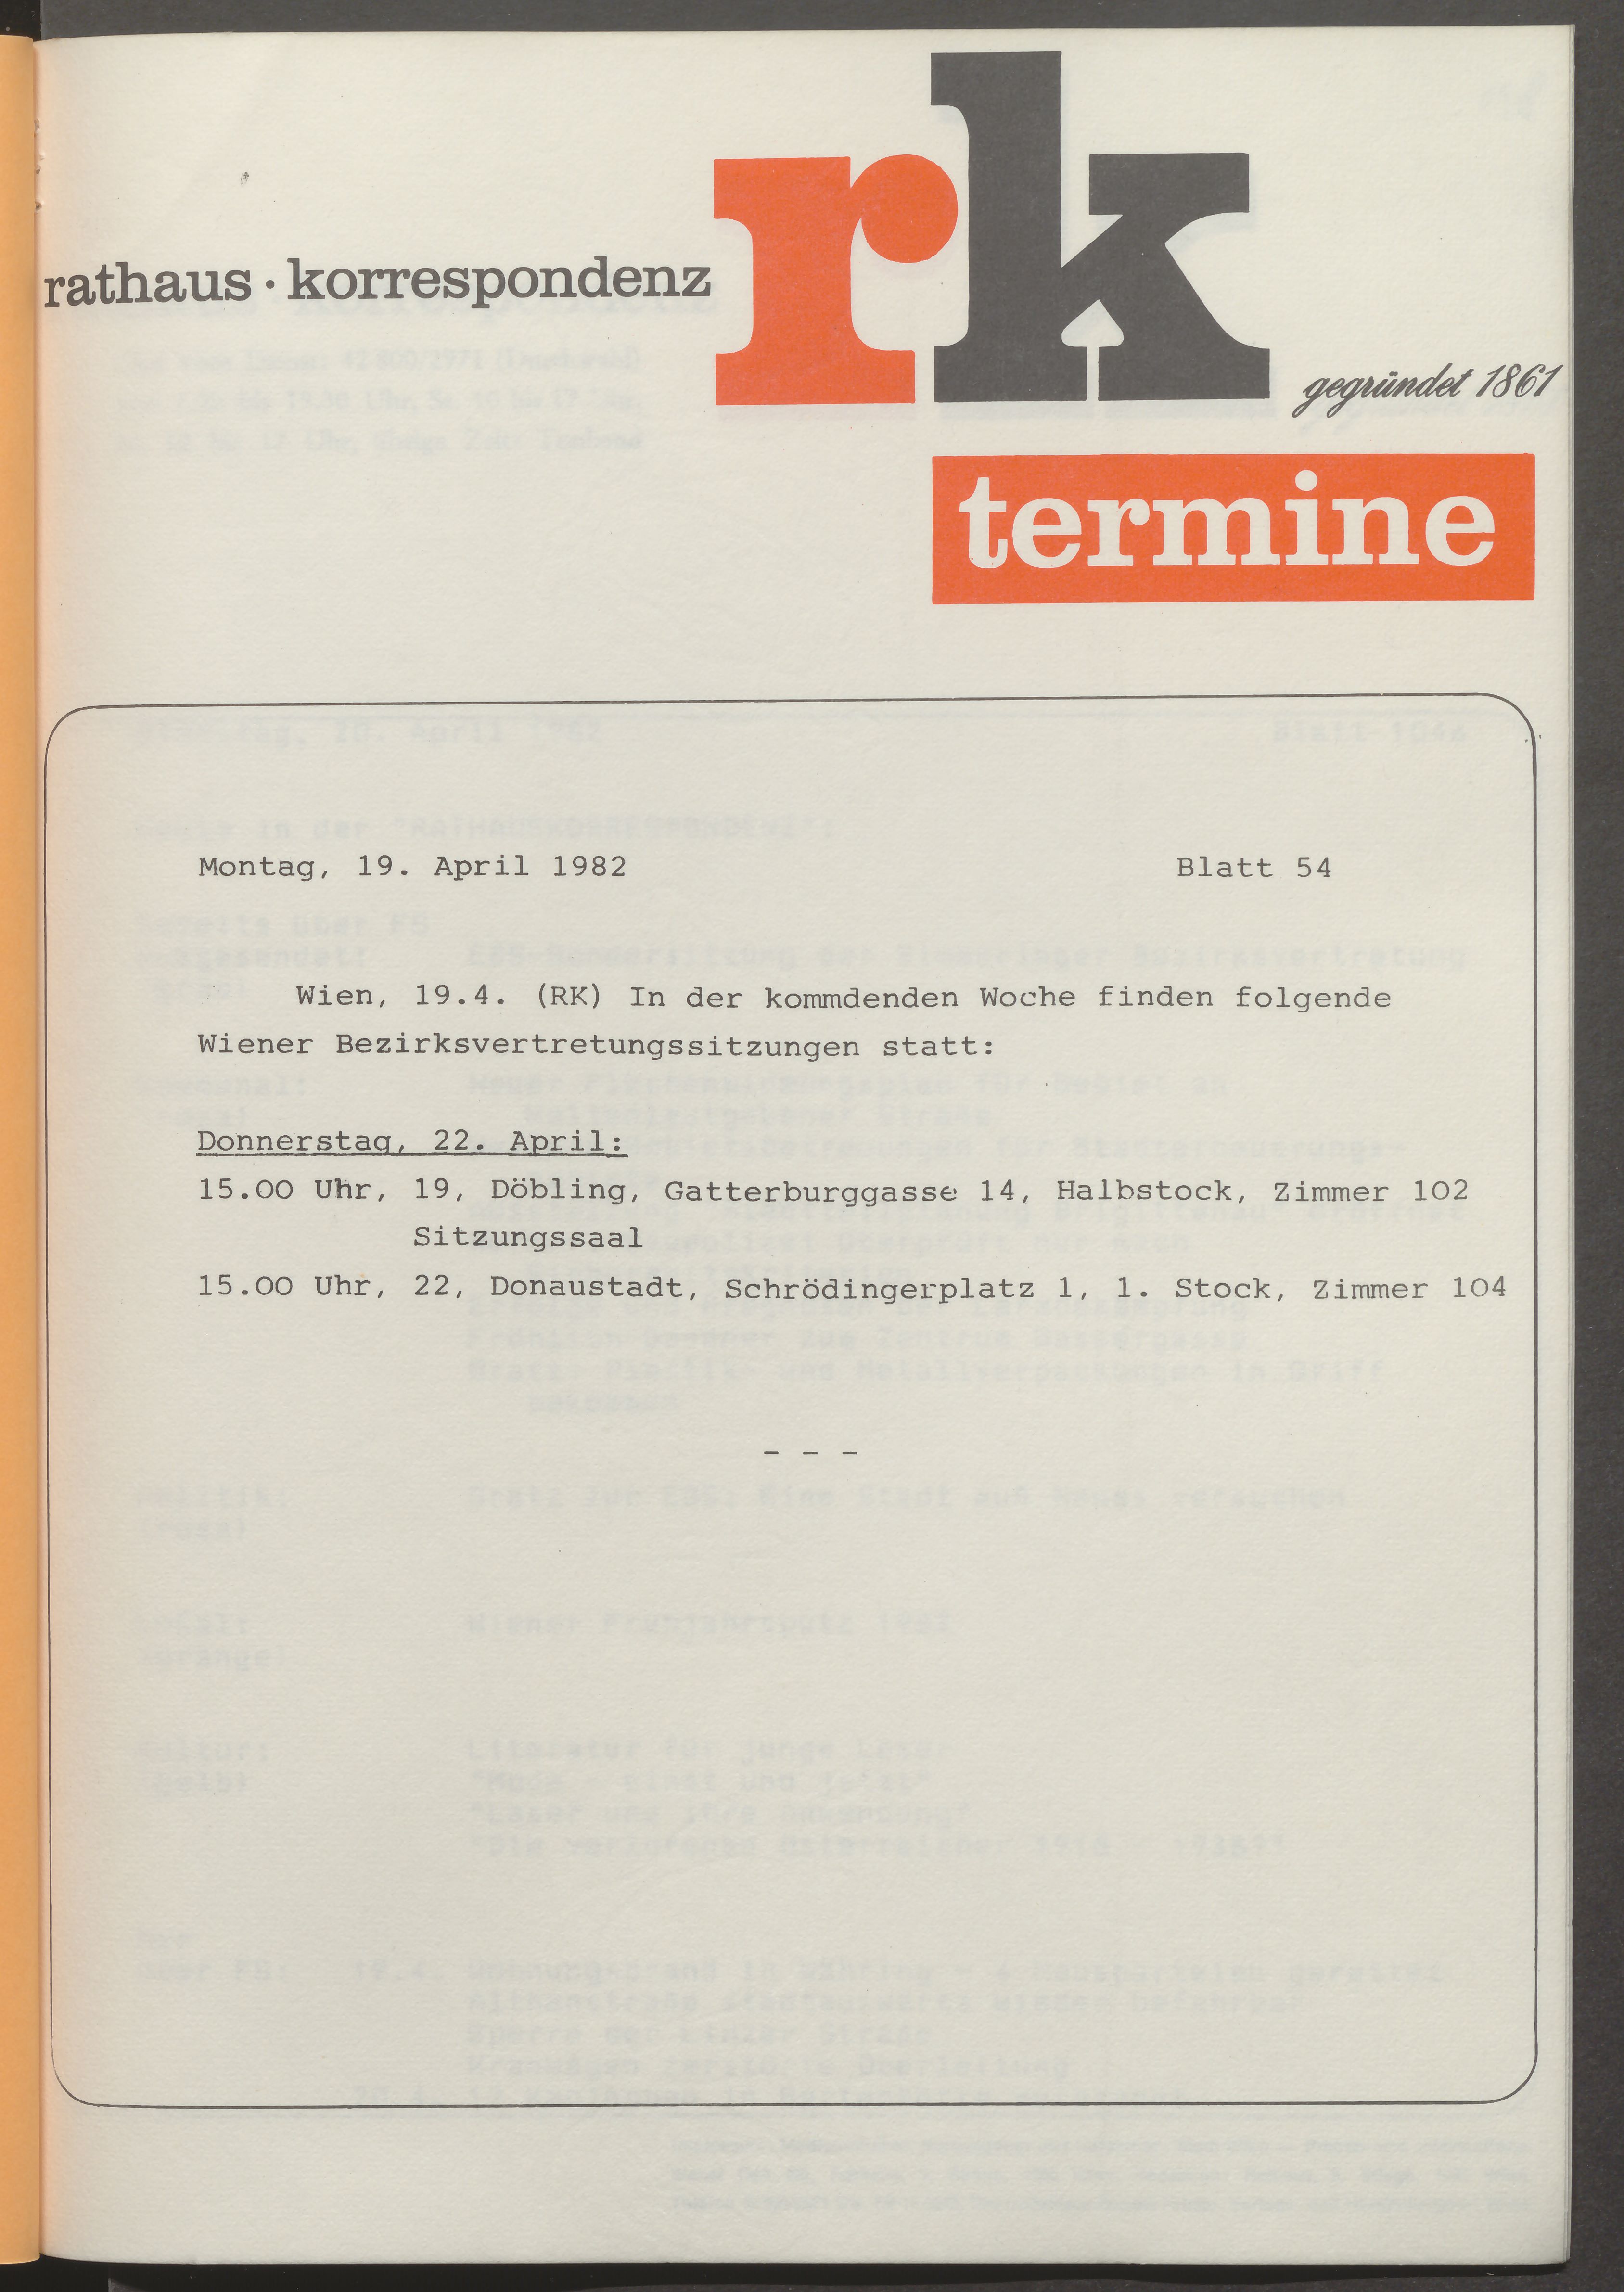 rk
rathaus · korrespondenz
gegründet 1861
termine
Montag, 19. April 1982 Blatt 54
Wien, 19.4. (RK) In der kommdenden Woche finden folgende
Wiener Bezirksvertretungssitzungen statt:
Donnerstag, 22. April:
15.00 Uhr, 19, Döbling, Gatterburggasse 14, Halbstock, Zimmer 102
Sitzungssaal
15.00 Uhr, 22, Donaustadt, Schrödingerplatz 1, 1. Stock, Zimmer 104
- - -